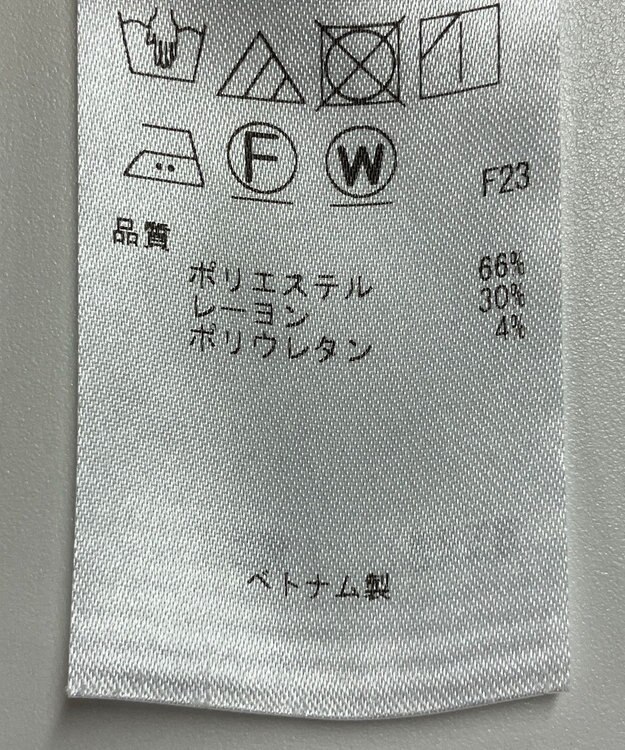 F W F23
品質
ポリエステル 66%
レーヨン 30%
ポリウレタン 4%
ベトナム製